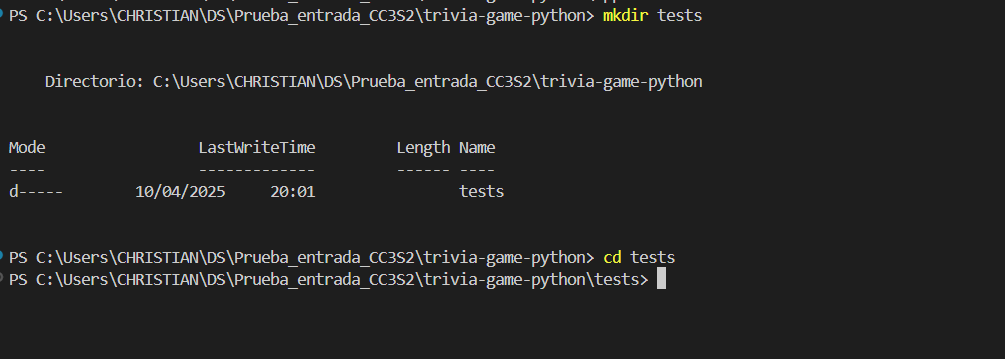 PS C:\Users\CHRISTIAN\DS\Prueba_entrada_CC3S2\trivia-game-python> mkdir tests
Directorio: C:\Users\CHRISTIAN\DS\Prueba_entrada_CC3S2\trivia-game-python
Mode LastWriteTime Length Name
---- ------------- ------ ----
d----- 10/04/2025 20:01 tests
PS C:\Users\CHRISTIAN\DS\Prueba_entrada_CC3S2\trivia-game-python> cd tests
PS C:\Users\CHRISTIAN\DS\Prueba_entrada_CC3S2\trivia-game-python\tests>